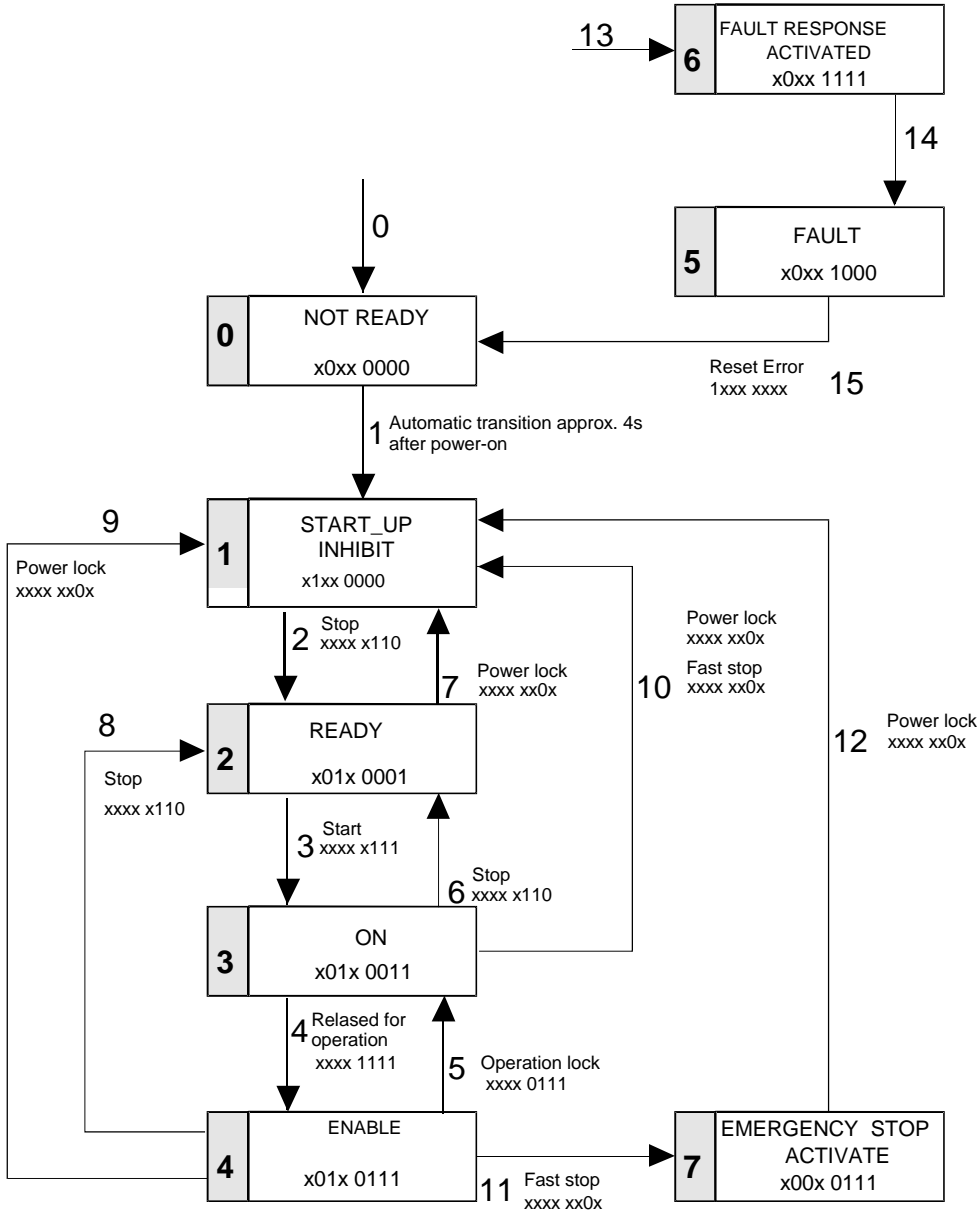 13
6
FAULT RESPONSE
ACTIVATED
x0xx 1111
14
0
5
FAULT
x0xx 1000
0
NOT READY
x0xx 0000
Reset Error
1xxx xxxx
15
1
Automatic transition approx. 4s
after power-on
9
Power lock
xxxx xx0x
1
START_UP
INHIBIT
x1xx 0000
2
Stop
xxxx x110
7
Power lock
xxxx xx0x
10
Power lock
xxxx xx0x
Fast stop
xxxx xx0x
12
Power lock
xxxx xx0x
8
Stop
xxxx x110
2
READY
x01x 0001
3
Start
xxxx x111
6
Stop
xxxx x110
3
ON
x01x 0011
4
Relased for
operation
xxxx 1111
5
Operation lock
xxxx 0111
4
ENABLE
x01x 0111
11
Fast stop
xxxx xx0x
7
EMERGENCY STOP
ACTIVATE
x00x 0111